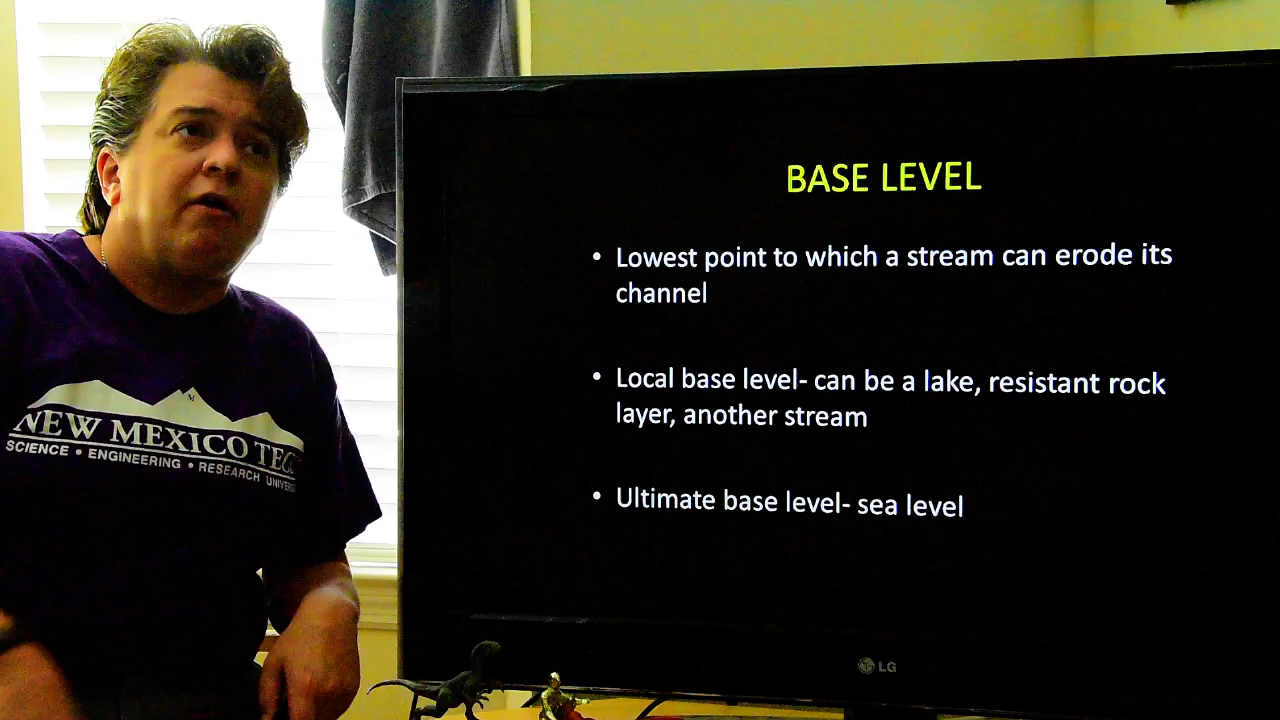 BASE LEVEL
• Lowest point to which a stream can erode its
channel
• Local base level- can be a lake, resistant rock
layer, another stream
• Ultimate base level- sea level
M
NEW MEXICO TEC
SCIENCE • ENGINEERING • RESEARCH UNIVERS
LG